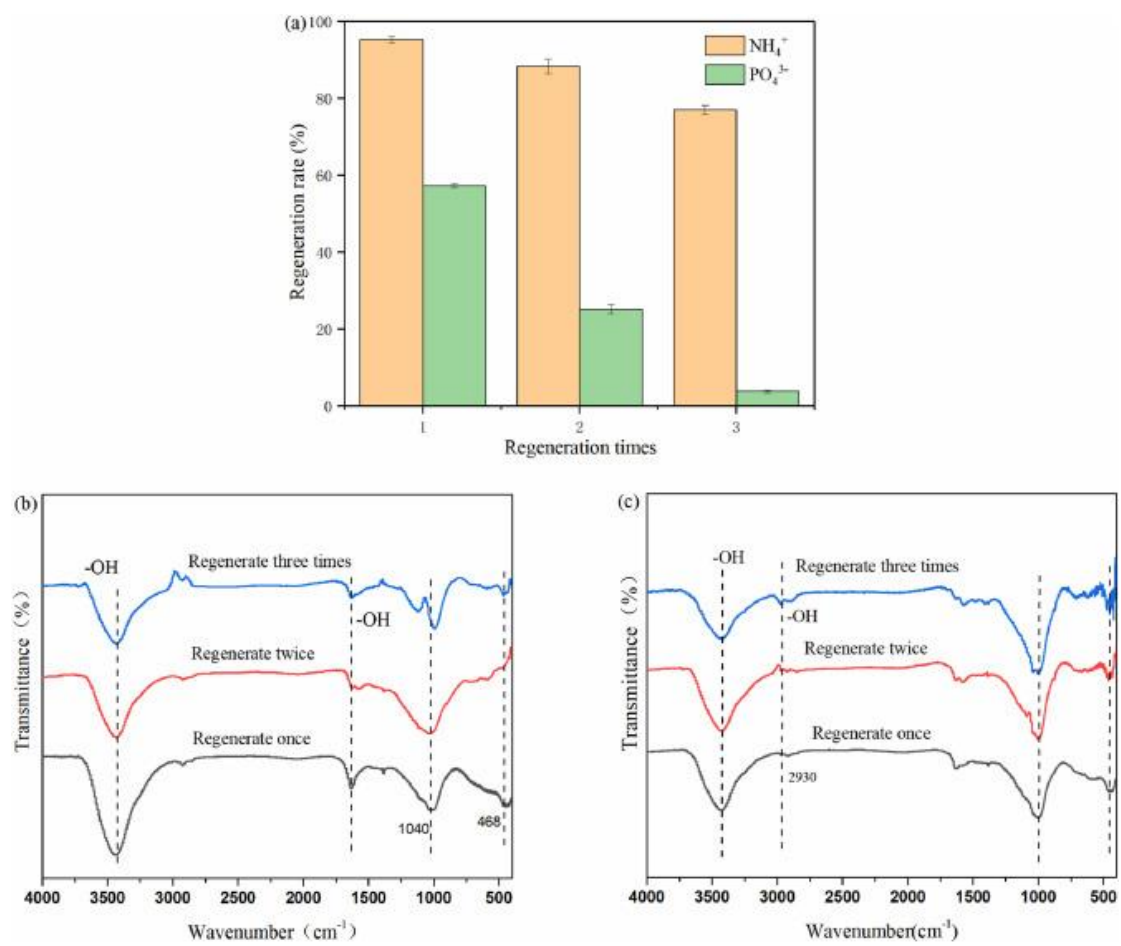 (a)
100
80
60
40
20
0
Regeneration rate (%)
NH₄⁺
PO₄³⁻
1 2 3
Regeneration times
(b)
-OH
Regenerate three times
-OH
Regenerate twice
Regenerate once
1040
468
Transmittance (%)
4000 3500 3000 2500 2000 1500 1000 500
Wavenumber (cm⁻¹)
(c)
-OH
Regenerate three times
-OH
Regenerate twice
Regenerate once
2930
Transmittance (%)
4000 3500 3000 2500 2000 1500 1000 500
Wavenumber(cm⁻¹)